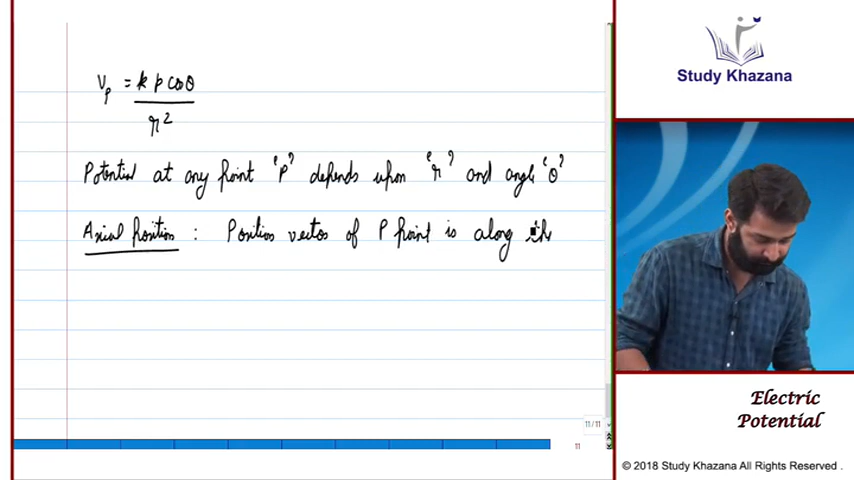 Vp = k p cosθ
r²
Potential at any point 'P' depends upon 'r' and angle 'θ'
Axial position : Position vector of P point is along
11/11
11
Study Khazana
Electric
Potential
© 2018 Study Khazana All Rights Reserved .